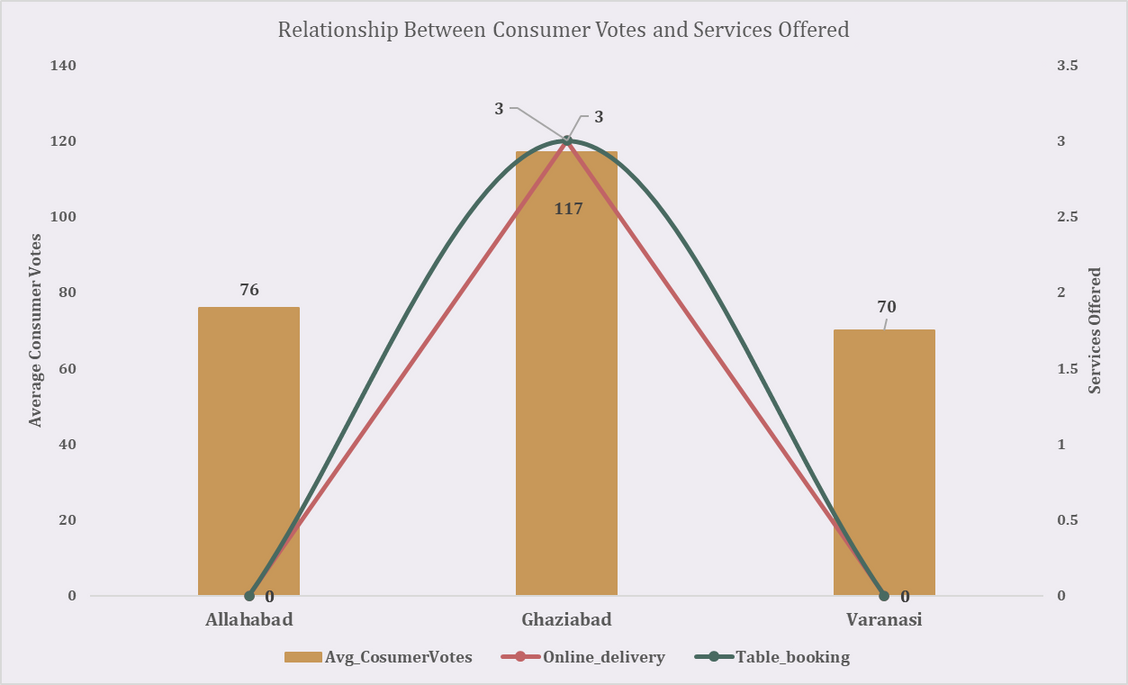 Relationship Between Consumer Votes and Services Offered
140
120
100
80
60
40
20
0
Average Consumer Votes
3.5
3
2.5
2
1.5
1
0.5
0
Services Offered
3
3
117
76
70
0
0
Allahabad
Ghaziabad
Varanasi
Avg_CosumerVotes
Online_delivery
Table_booking